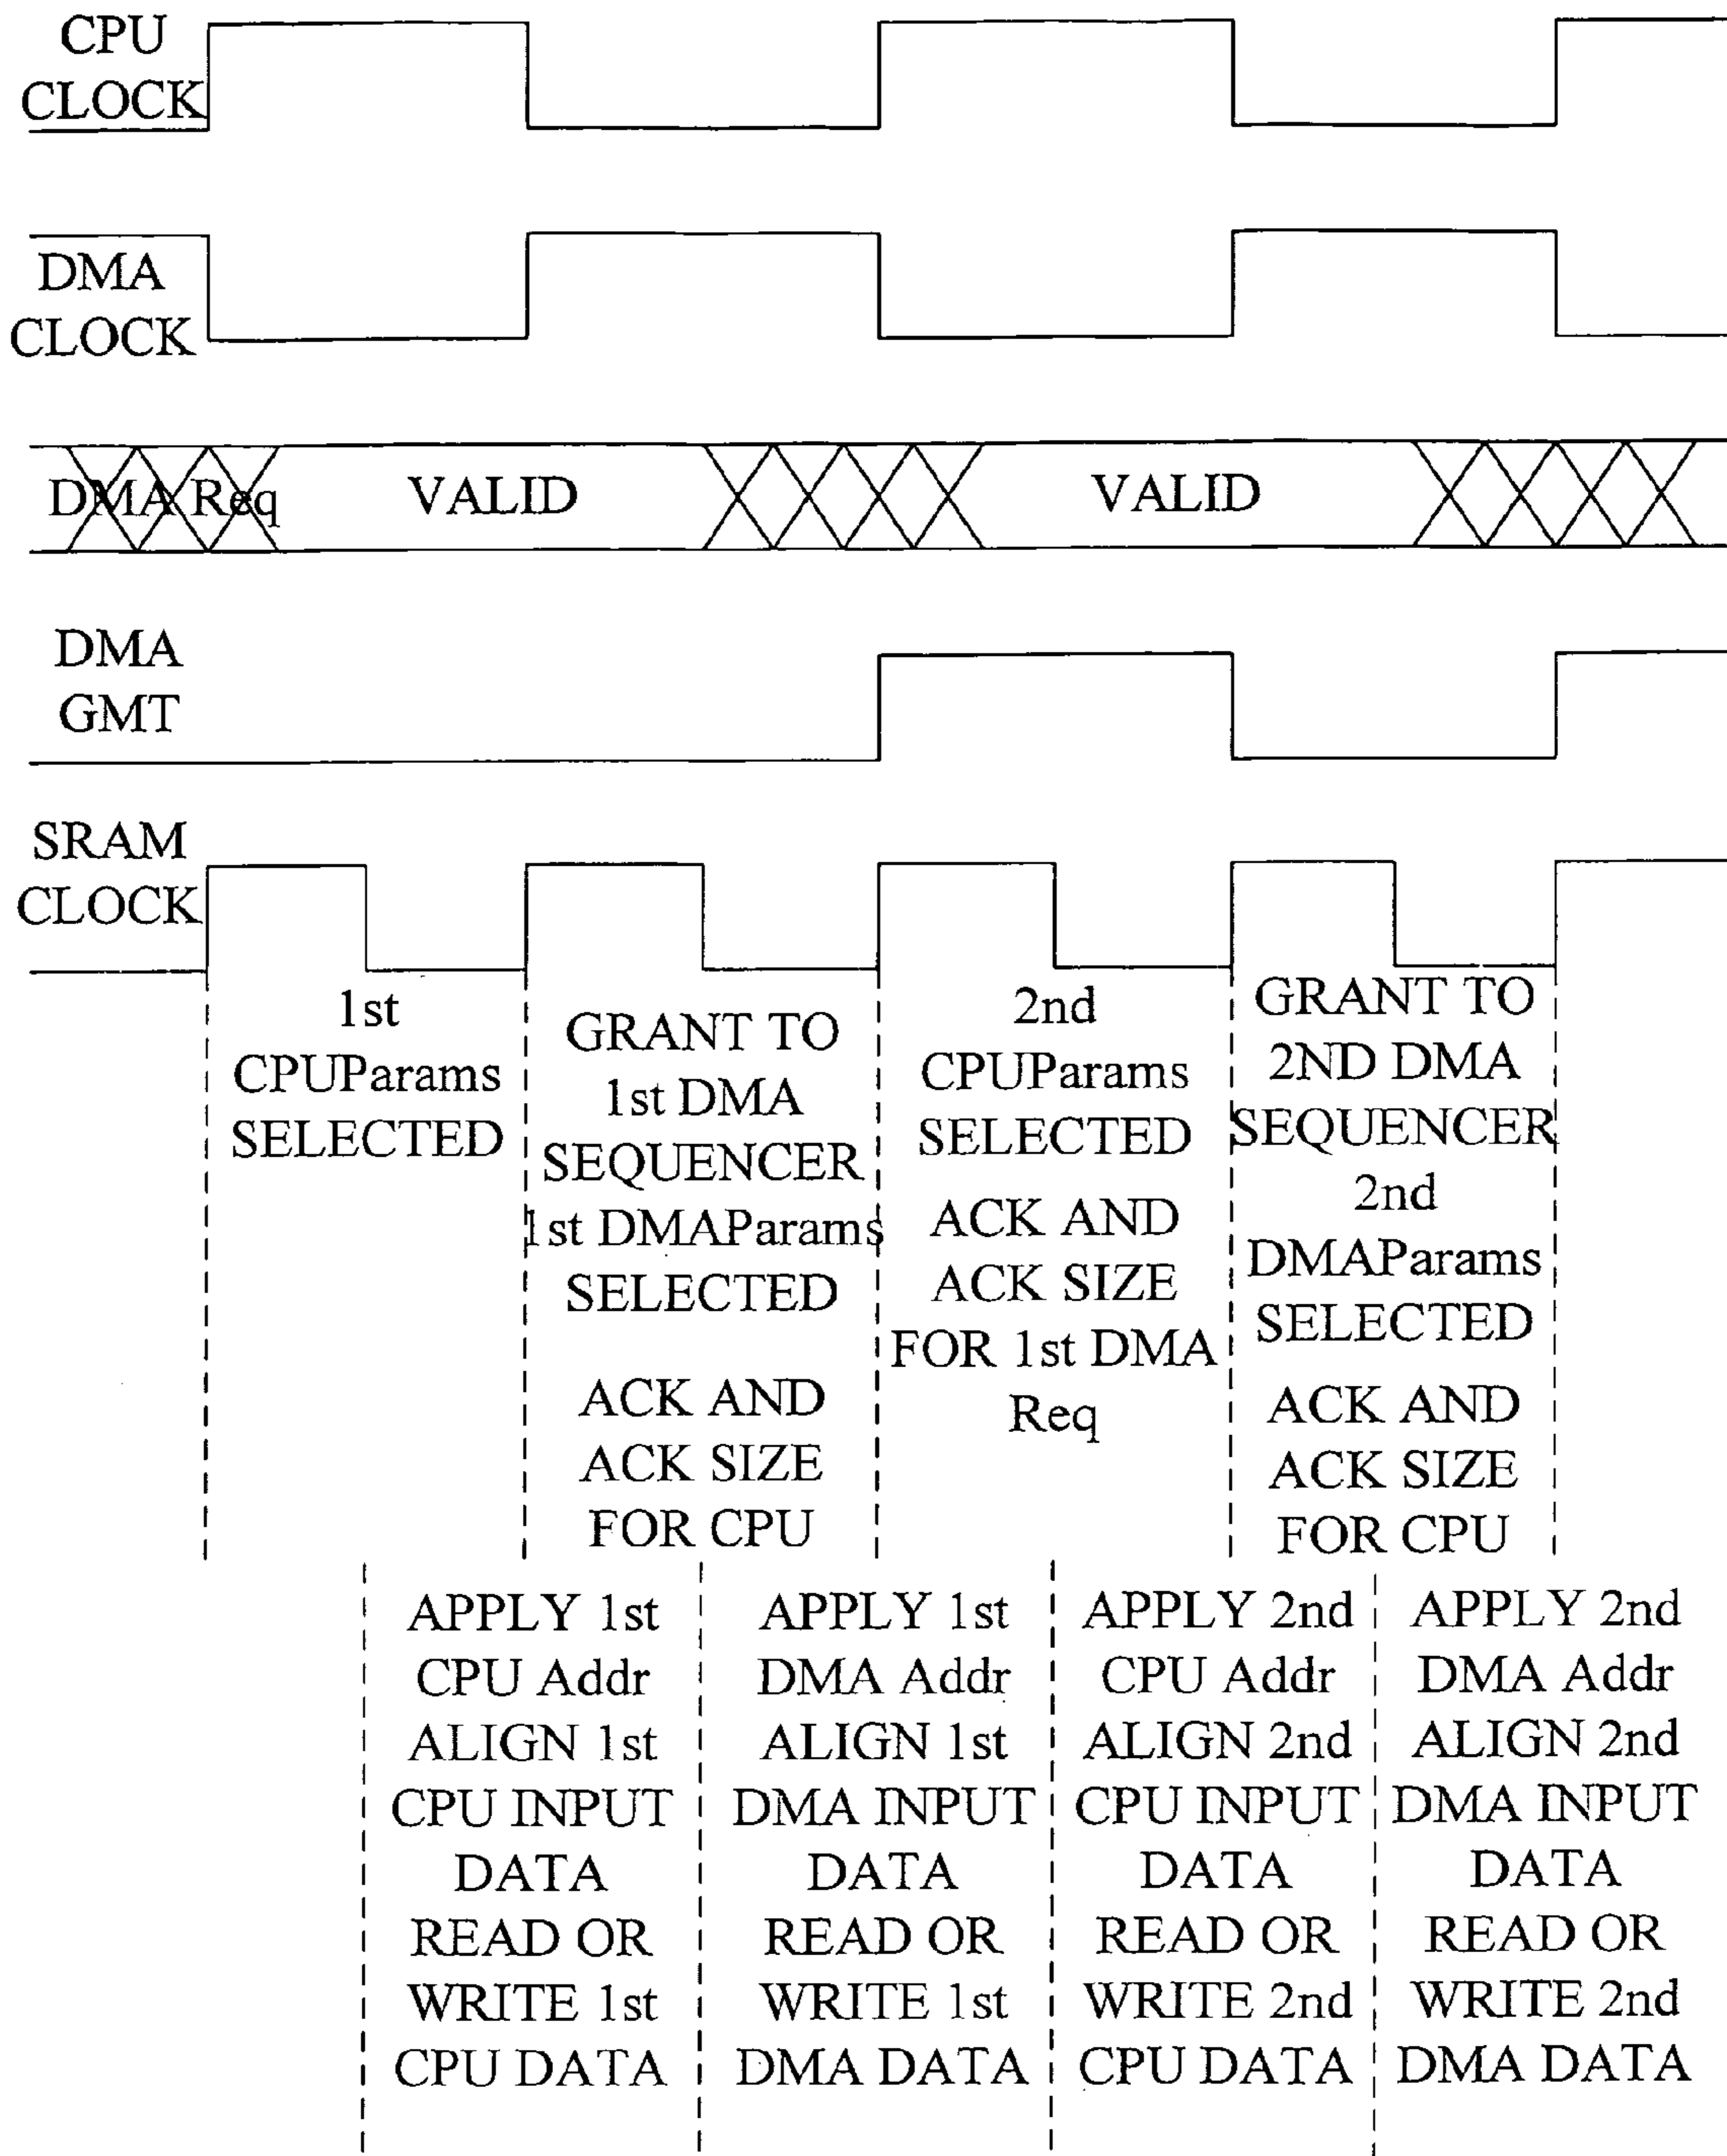 CPU
CLOCK
DMA
CLOCK
DMA Req
VALID
VALID
DMA
GMT
SRAM
CLOCK
1st
CPUParams
SELECTED
GRANT TO
1st DMA
SEQUENCER
1st DMAParams
SELECTED
ACK AND
ACK SIZE
FOR CPU
2nd
CPUParams
SELECTED
ACK AND
ACK SIZE
FOR 1st DMA
Req
GRANT TO
2ND DMA
SEQUENCER
2nd
DMAParams
SELECTED
ACK AND
ACK SIZE
FOR CPU
APPLY 1st
CPU Addr
ALIGN 1st
CPU INPUT
DATA
READ OR
WRITE 1st
CPU DATA
APPLY 1st
DMA Addr
ALIGN 1st
DMA INPUT
DATA
READ OR
WRITE 1st
DMA DATA
APPLY 2nd
CPU Addr
ALIGN 2nd
CPU INPUT
DATA
READ OR
WRITE 2nd
CPU DATA
APPLY 2nd
DMA Addr
ALIGN 2nd
DMA INPUT
DATA
READ OR
WRITE 2nd
DMA DATA